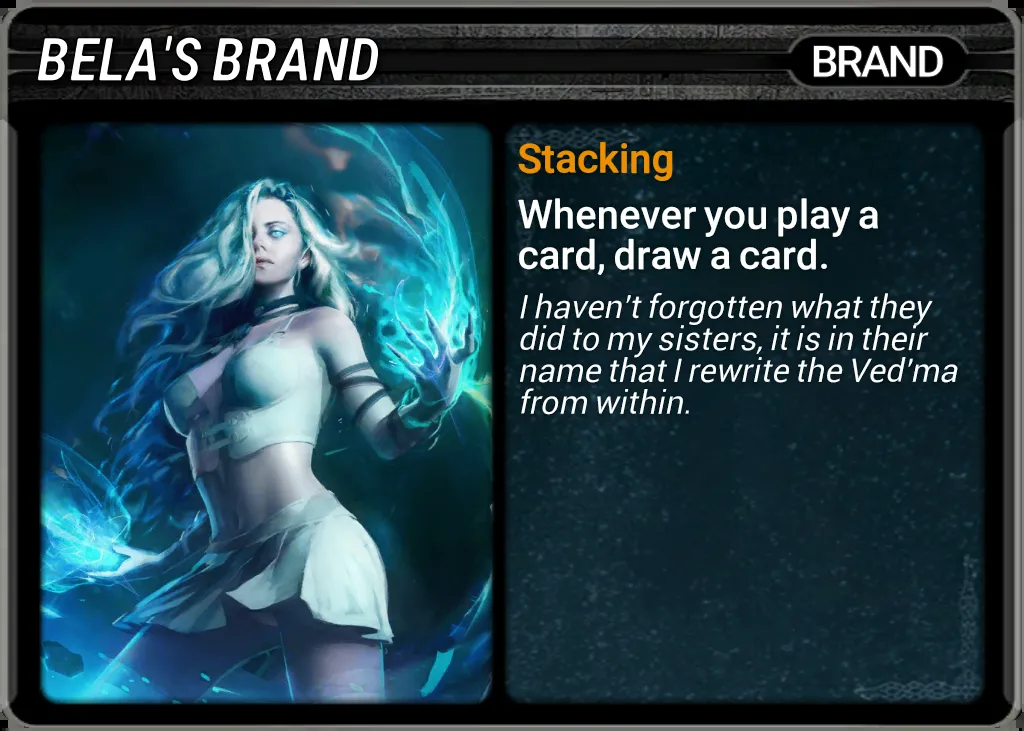 BELA'S BRAND
BRAND
Stacking
Whenever you play a
card, draw a card.
I haven't forgotten what they
did to my sisters, it is in their
name that I rewrite the Ved'ma
from within.